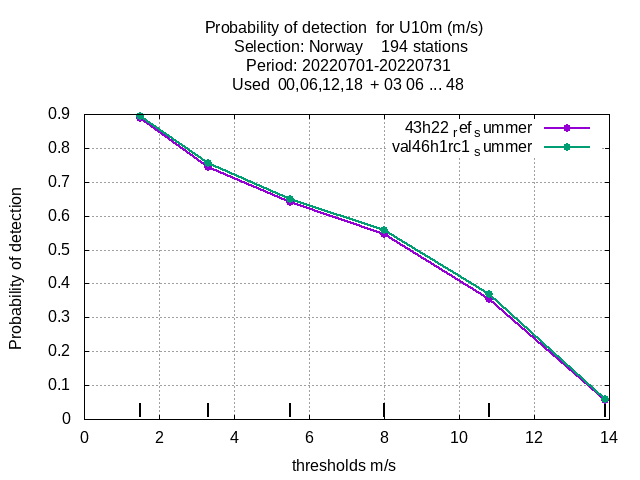 Probability of detection  for U10m (m/s)
Selection: Norway    194 stations
Period: 20220701-20220731
Used  00,06,12,18  + 03 06 ... 48
43h22 refsummer
val46h1rc1 summer
0.9
0.8
0.7
0.6
0.5
0.4
0.3
0.2
0.1
0
Probability of detection
0 2 4 6 8 10 12 14
thresholds m/s